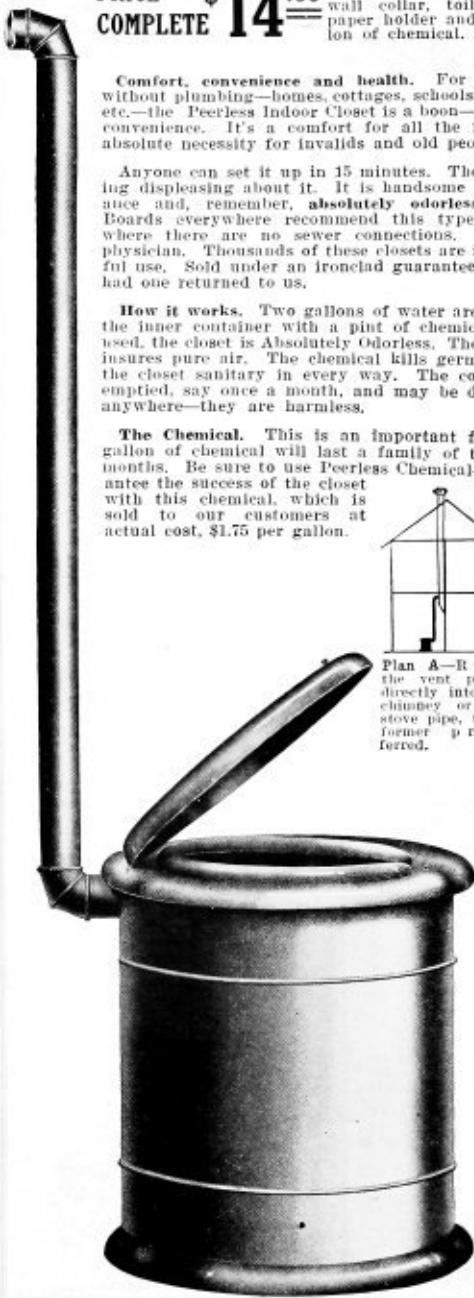 COMPLETE $14
wall collar, toil
paper holder and
lon of chemical.
Comfort, convenience and health. For
without plumbing—homes, cottages, schools
etc.—the Peerless Indoor Closet is a boon—
convenience. It's a comfort for all the
absolute necessity for invalids and old peo
Anyone can set it up in 15 minutes. The
ing displeasing about it. It is handsome
ance and, remember, absolutely odorless
Boards everywhere recommend this type
where there are no sewer connections.
physician. Thousands of these closets are i
ful use. Sold under an ironclad guarantee
had one returned to us.
How it works. Two gallons of water are
the inner container with a pint of chemic
used, the closet is Absolutely Odorless. The
insures pure air. The chemical kills germ
the closet sanitary in every way. The co
emptied, say once a month, and may be d
anywhere—they are harmless.
The Chemical. This is an important f
gallon of chemical will last a family of t
months. Be sure to use Peerless Chemical-
antee the success of the closet
with this chemical, which is
sold to our customers at
actual cost, $1.75 per gallon.
Plan A—R
the vent p
directly into
chimney or
stove pipe, t
former pr
ferred.